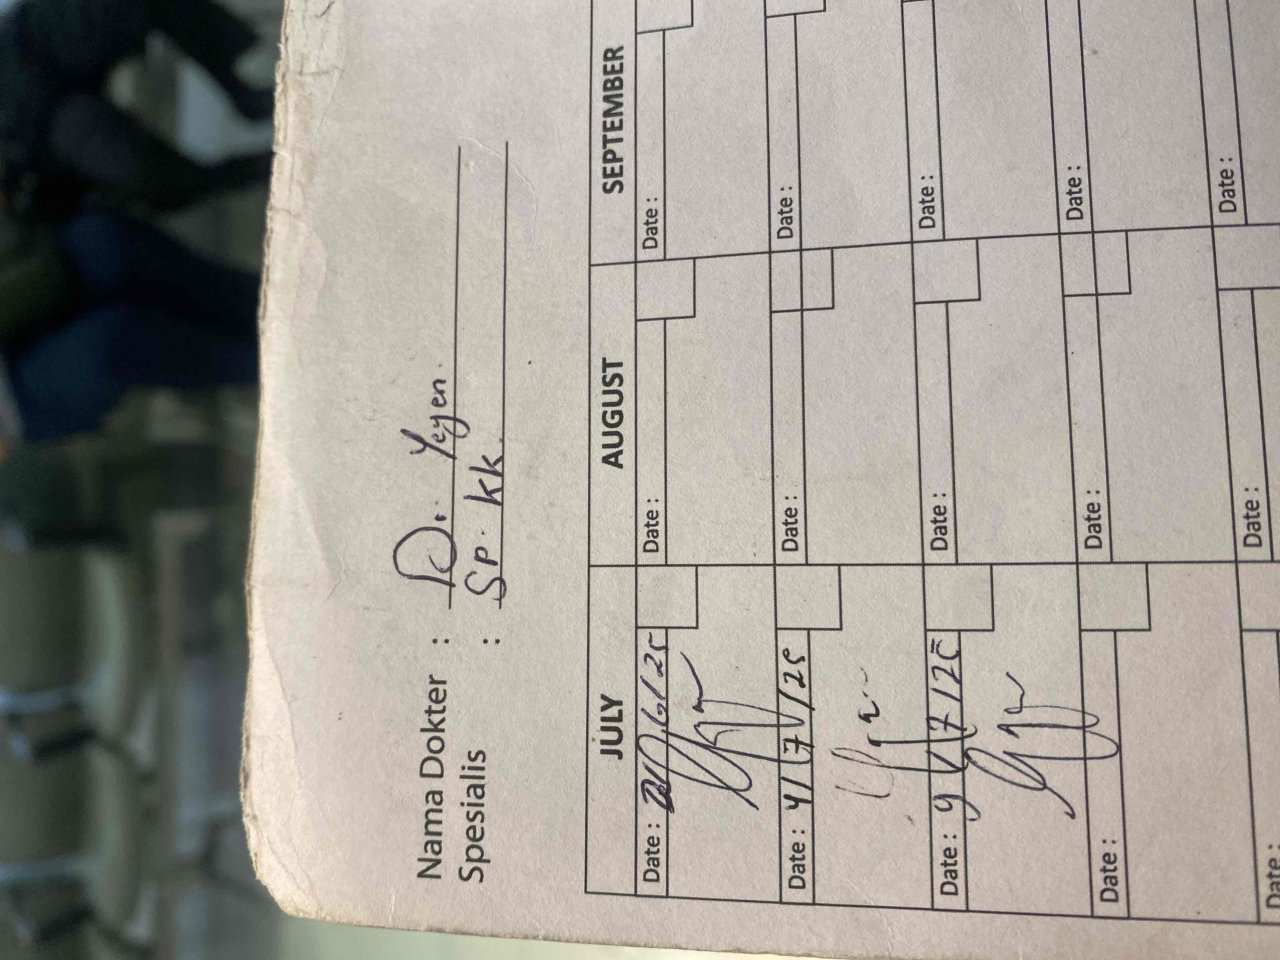 Nama Dokter : Dr. Yeyen.
Spesialis : Sp. KK
JULY AUGUST SEPTEMBER
Date : /6/25 Date : Date :
Date : 4/7/25 Date : Date :
Date : 9/7/25 Date : Date :
Date : Date : Date :
Date : Date : Date :